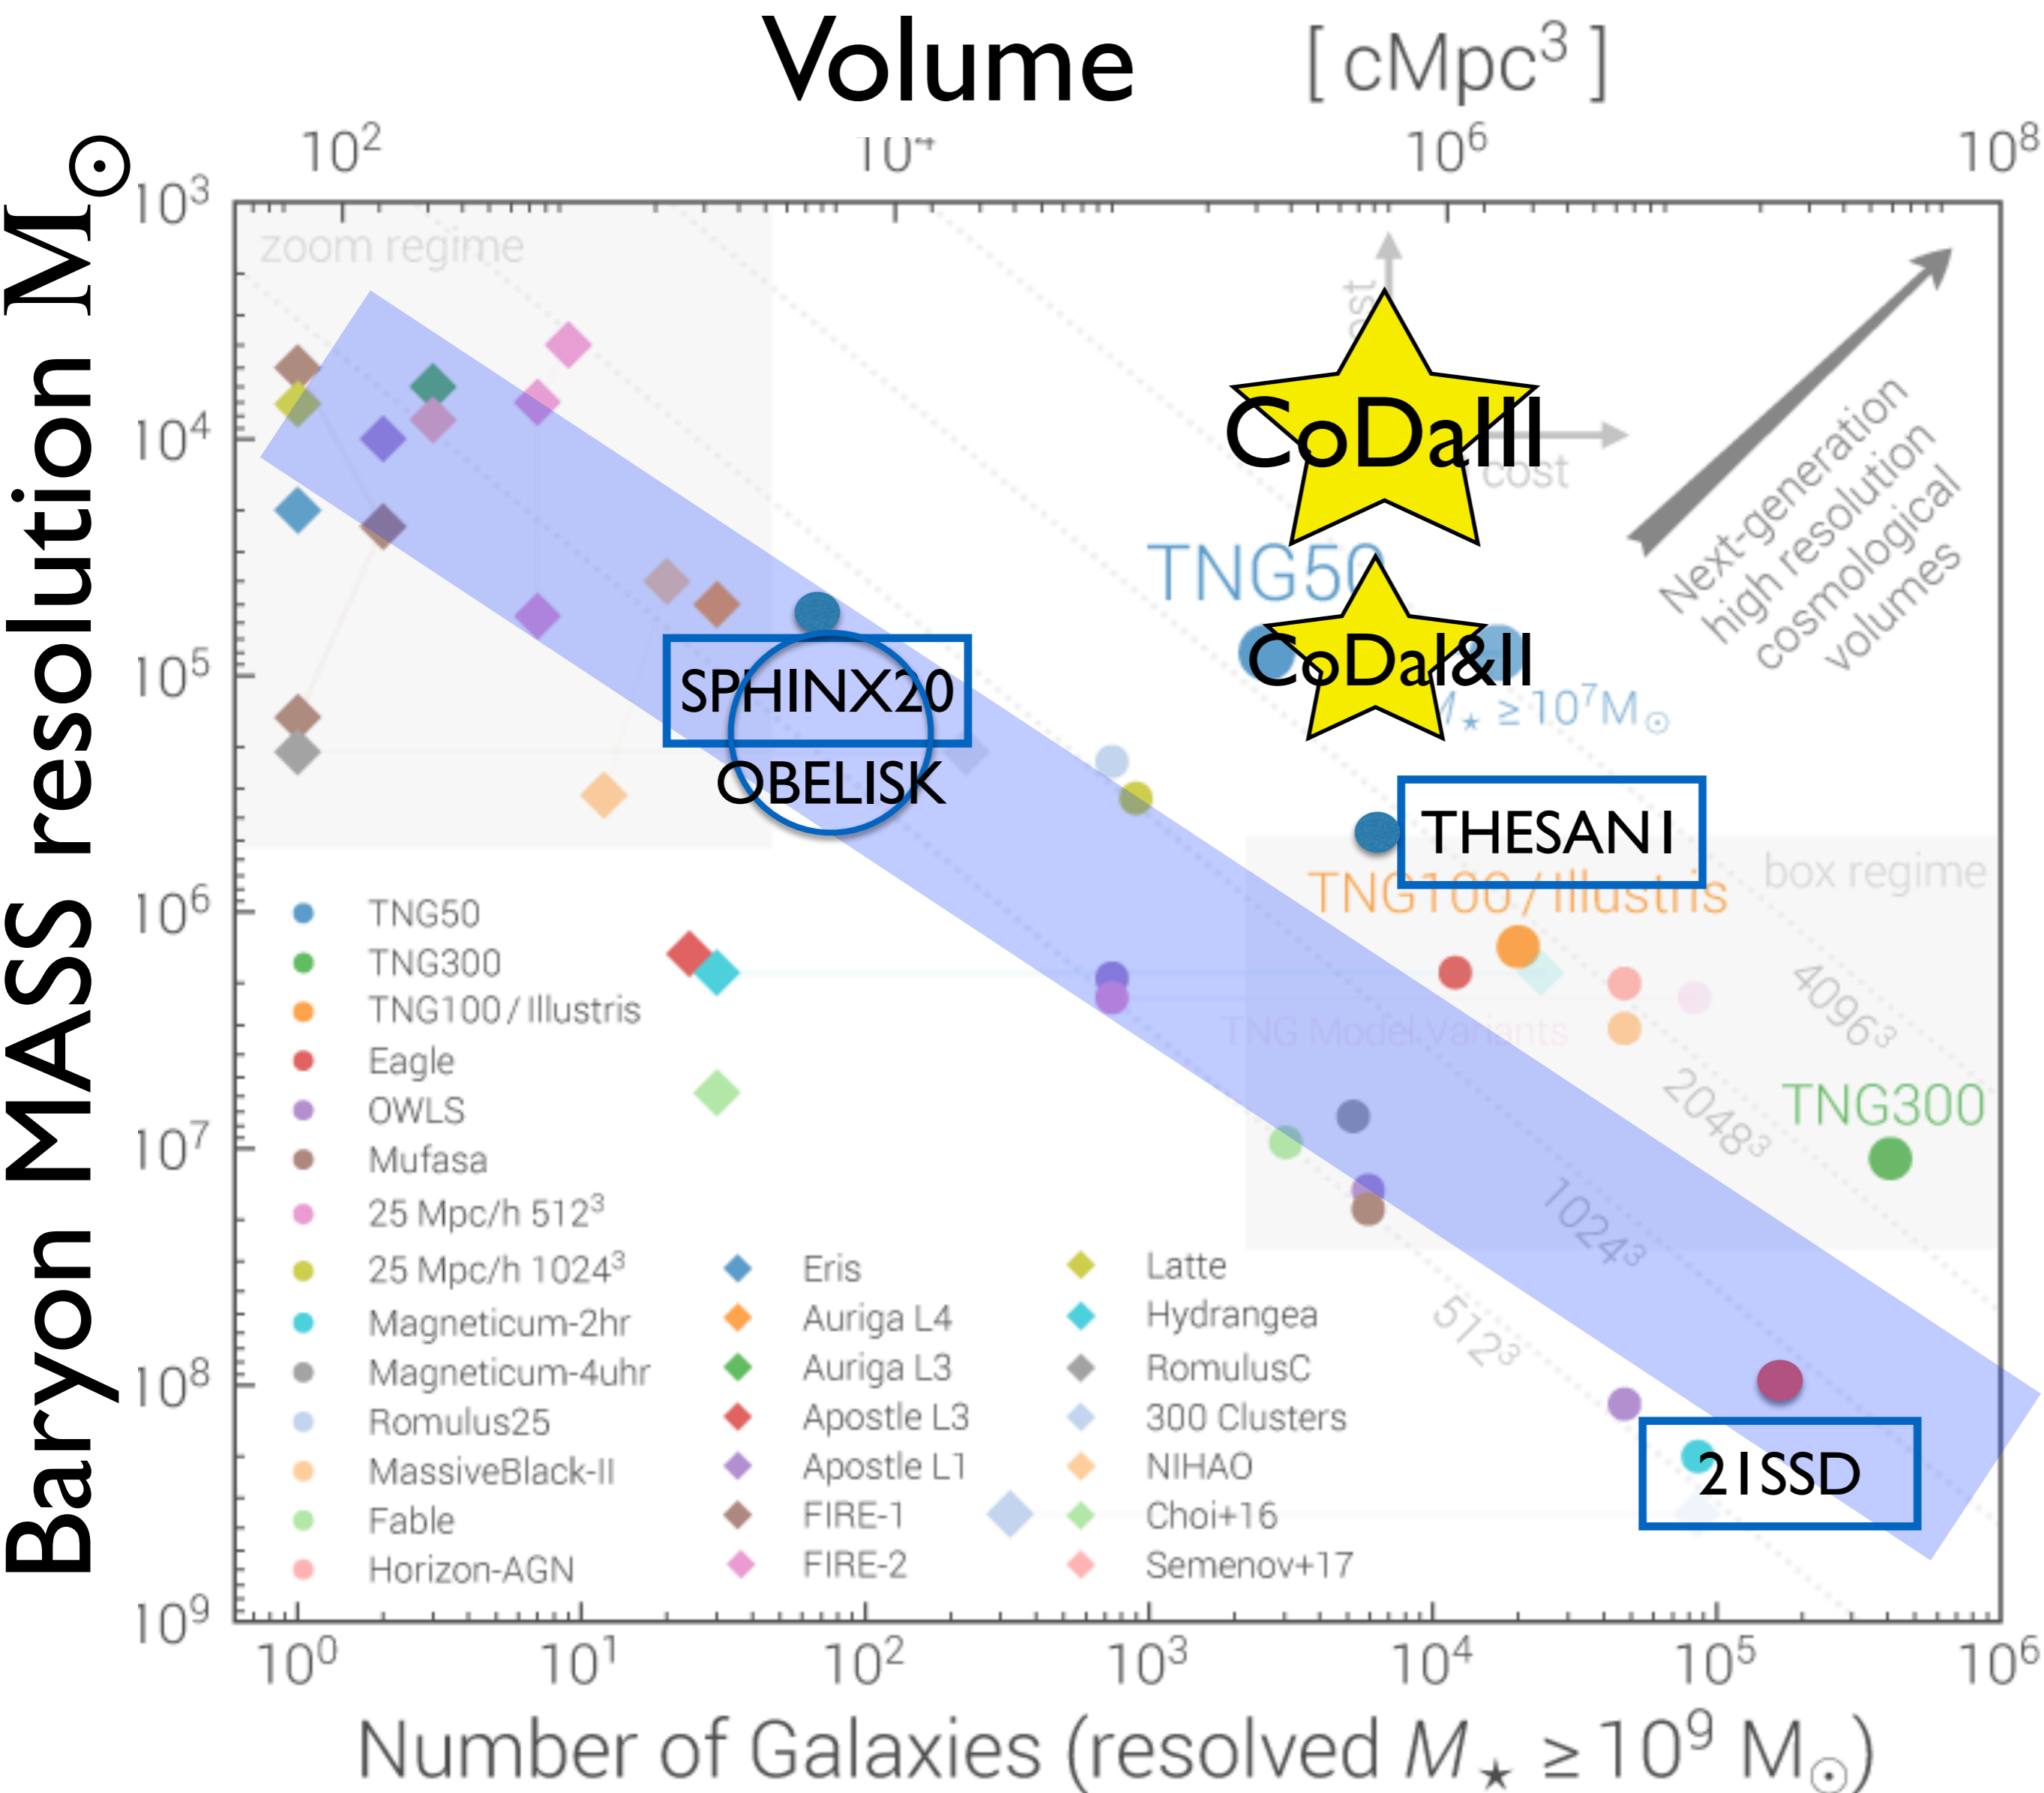 Volume [ cMpc³ ]
10² 10⁴ 10⁶ 10⁸
Baryon MASS resolution M⊙
10³
10⁴
10⁵
10⁶
10⁷
10⁸
10⁹
zoom regime
cost
CoDaIII
cost
Next-generation
high resolution
cosmological
volumes
TNG50
CoDaI&II
M⋆ ≥ 10⁷M⊙
SPHINX20
OBELISK
THESAN1
TNG100 / Illustris
box regime
TNG Model Variants
4096³
2048³
1024³
512³
TNG300
21SSD
TNG50
TNG300
TNG100 / Illustris
Eagle
OWLS
Mufasa
25 Mpc/h 512³
25 Mpc/h 1024³
Magneticum-2hr
Magneticum-4uhr
Romulus25
MassiveBlack-II
Fable
Horizon-AGN
Eris
Auriga L4
Auriga L3
Apostle L3
Apostle L1
FIRE-1
FIRE-2
Latte
Hydrangea
RomulusC
300 Clusters
NIHAO
Choi+16
Semenov+17
10⁰ 10¹ 10² 10³ 10⁴ 10⁵ 10⁶
Number of Galaxies (resolved M⋆ ≥ 10⁹ M⊙)